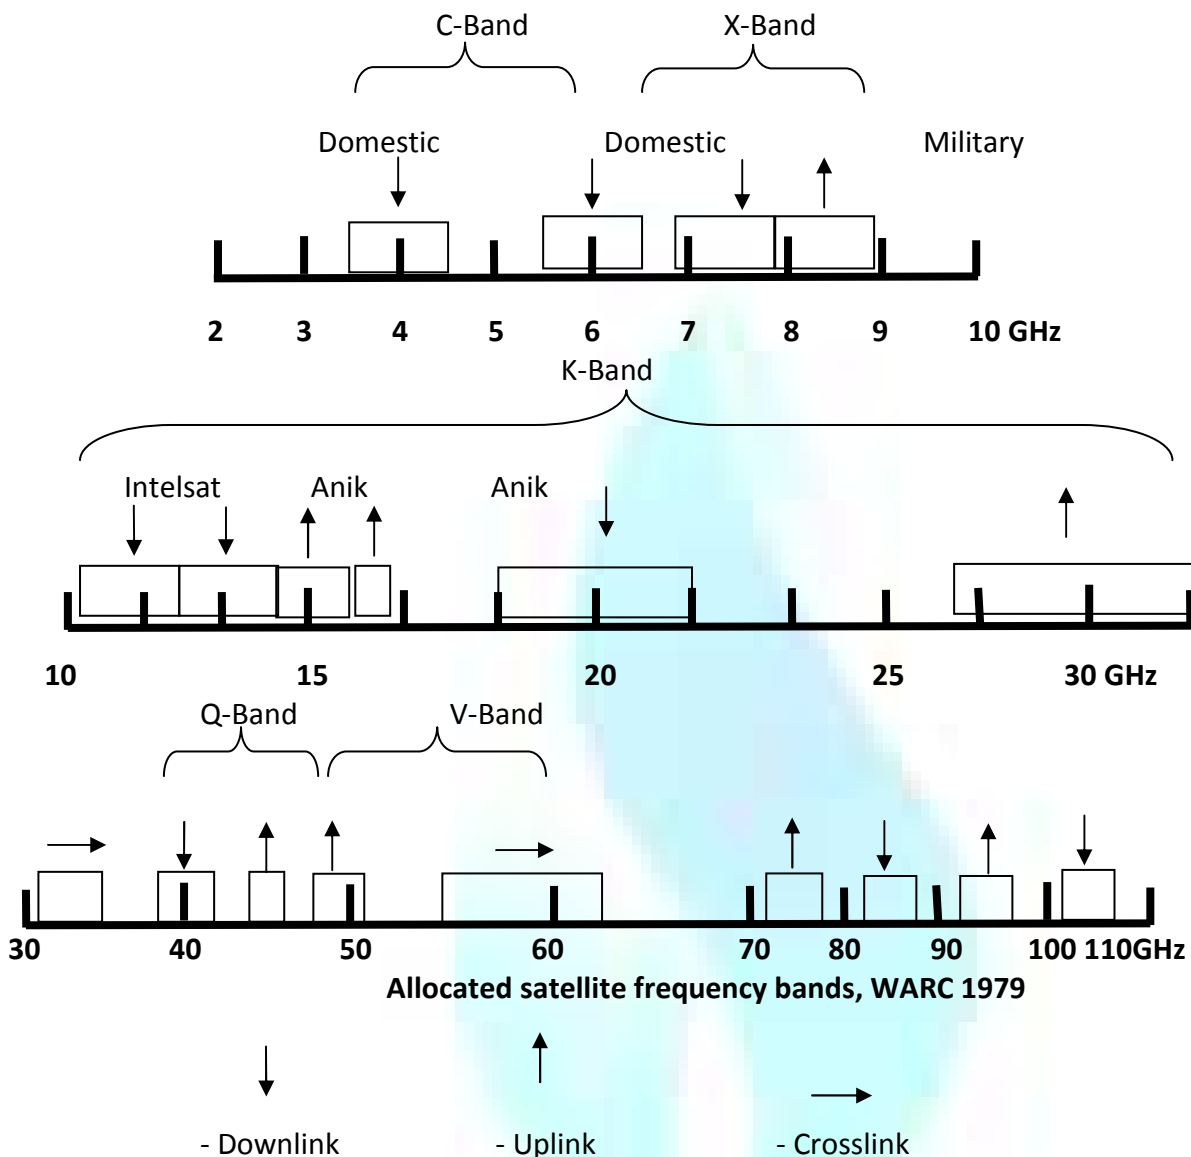 C-Band X-Band
Domestic Domestic Military
2 3 4 5 6 7 8 9 10 GHz
K-Band
Intelsat Anik Anik
10 15 20 25 30 GHz
Q-Band V-Band
30 40 50 60 70 80 90 100 110GHz
Allocated satellite frequency bands, WARC 1979
- Downlink - Uplink - Crosslink